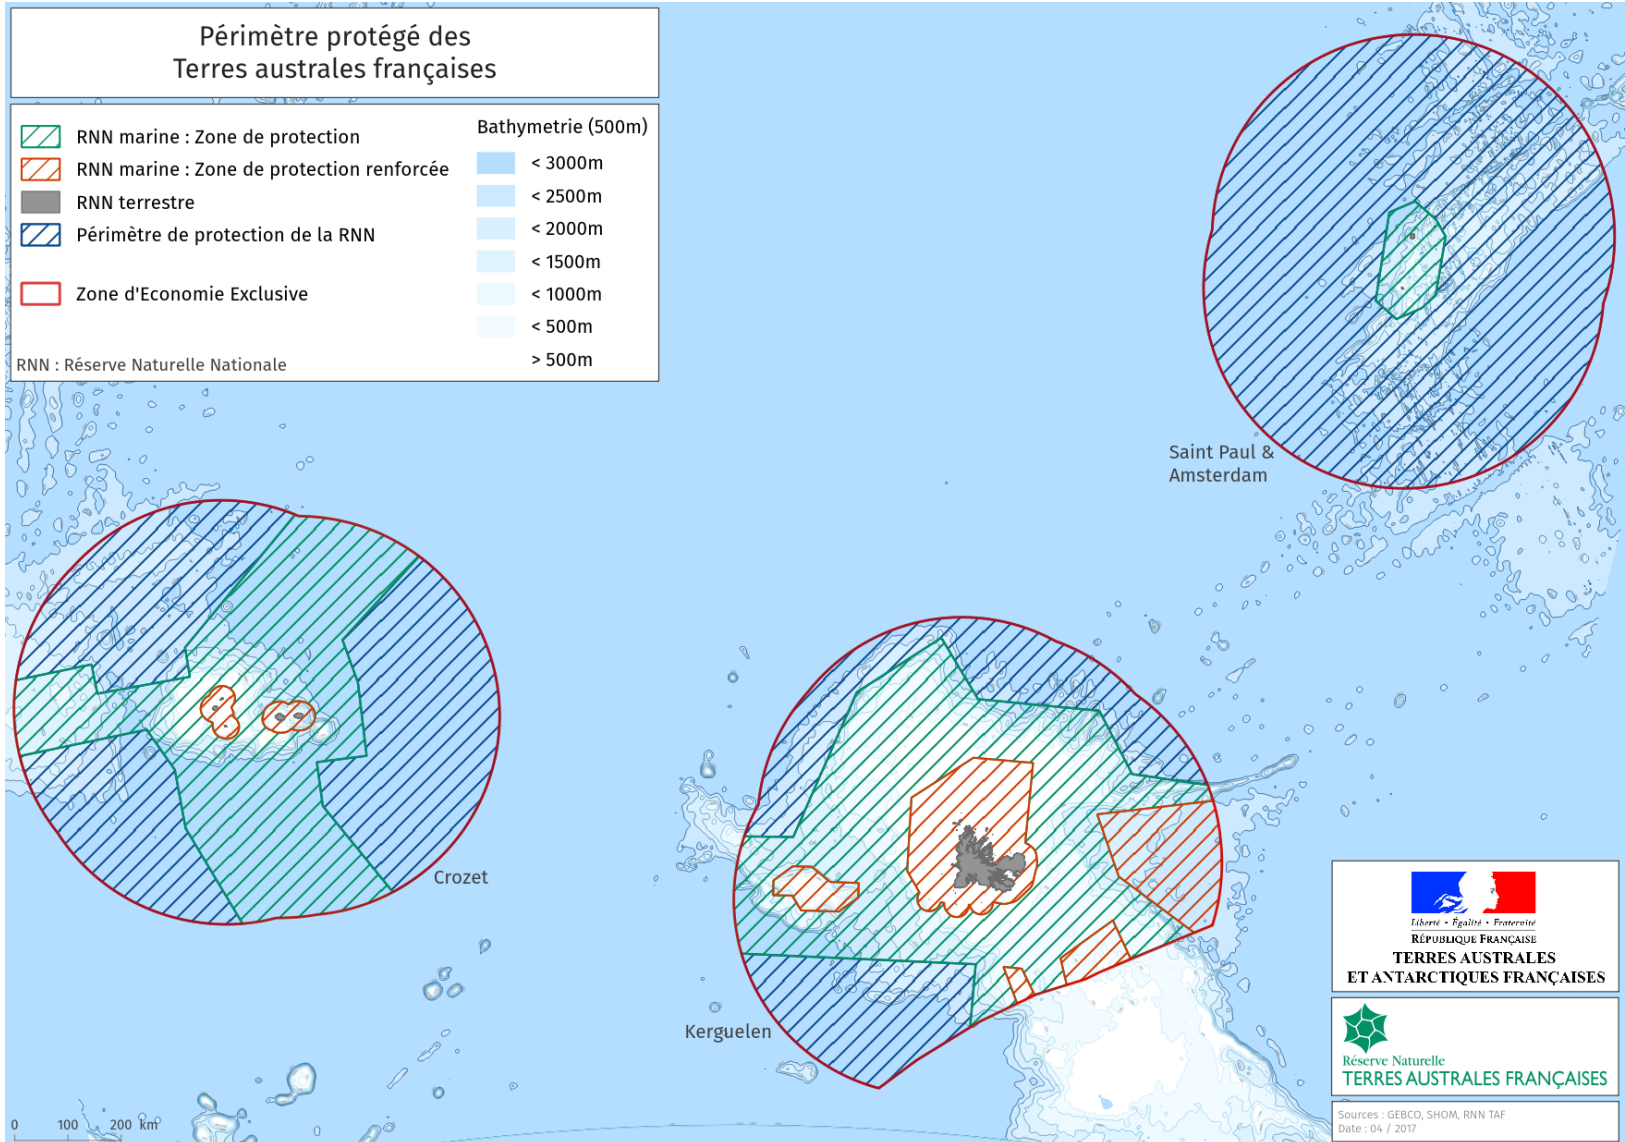 Périmètre protégé des
Terres australes françaises
RNN marine : Zone de protection
RNN marine : Zone de protection renforcée
RNN terrestre
Périmètre de protection de la RNN
Zone d'Economie Exclusive
RNN : Réserve Naturelle Nationale
Bathymetrie (500m)
< 3000m
< 2500m
< 2000m
< 1500m
< 1000m
< 500m
> 500m
Saint Paul &
Amsterdam
Crozet
Kerguelen
0 100 200 km
Liberté • Égalité • Fraternité
RÉPUBLIQUE FRANÇAISE
TERRES AUSTRALES
ET ANTARCTIQUES FRANÇAISES
Réserve Naturelle
TERRES AUSTRALES FRANÇAISES
Sources : GEBCO, SHOM, RNN TAF
Date : 04 / 2017